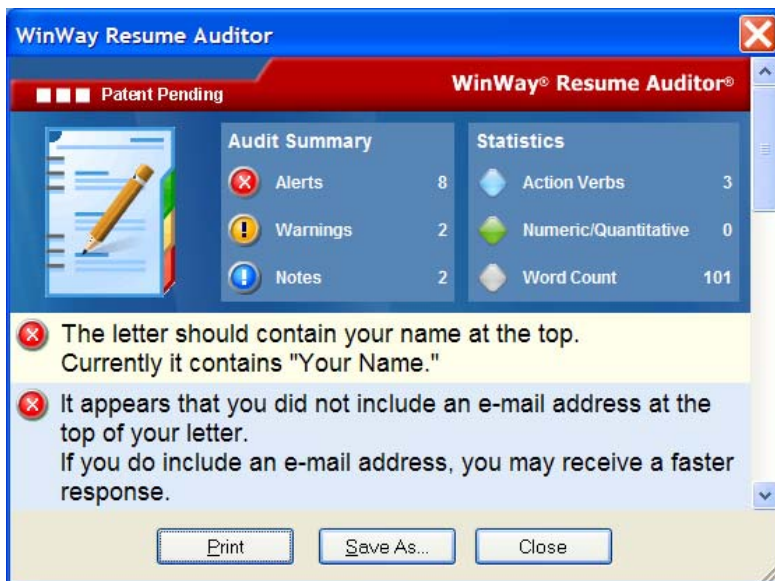 WinWay Resume Auditor
Patent Pending
WinWay® Resume Auditor®
Audit Summary
Alerts 8
Warnings 2
Notes 2
Statistics
Action Verbs 3
Numeric/Quantitative 0
Word Count 101
The letter should contain your name at the top.
Currently it contains "Your Name."
It appears that you did not include an e-mail address at the
top of your letter.
If you do include an e-mail address, you may receive a faster
response.
Print
Save As...
Close